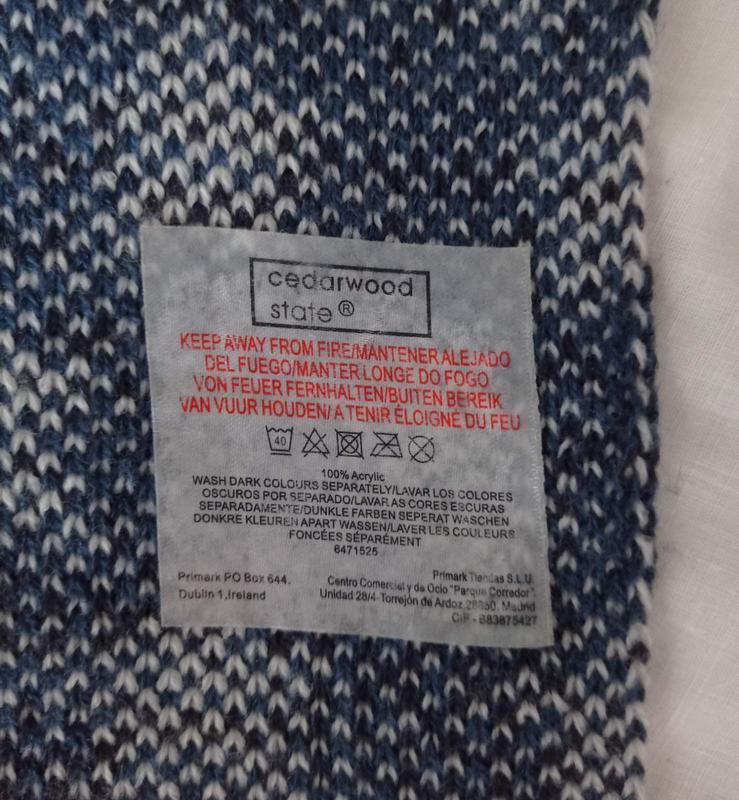 cedarwood
state®
KEEP AWAY FROM FIRE/MANTENER ALEJADO
DEL FUEGO/MANTER LONGE DO FOGO
VON FEUER FERNHALTEN/BUITEN BEREIK
VAN VUUR HOUDEN/ A TENIR ÉLOIGNÉ DU FEU
40
100% Acrylic
WASH DARK COLOURS SEPARATELY/LAVAR LOS COLORES
OSCUROS POR SEPARADO/LAVAR AS CORES ESCURAS
SEPARADAMENTE/DUNKLE FARBEN SEPERAT WASCHEN
DONKRE KLEUREN APART WASSEN/LAVER LES COULEURS
FONCÉES SÉPARÉMENT
6471525
Primark PO Box 644,
Dublin 1,Ireland
Primark Tiendas S.L.U.
Centro Comercial y de Ocio "Parque Corredor".
Unidad 28/4-Torrejón de Ardoz.28850. Madrid
CIF - B83875427